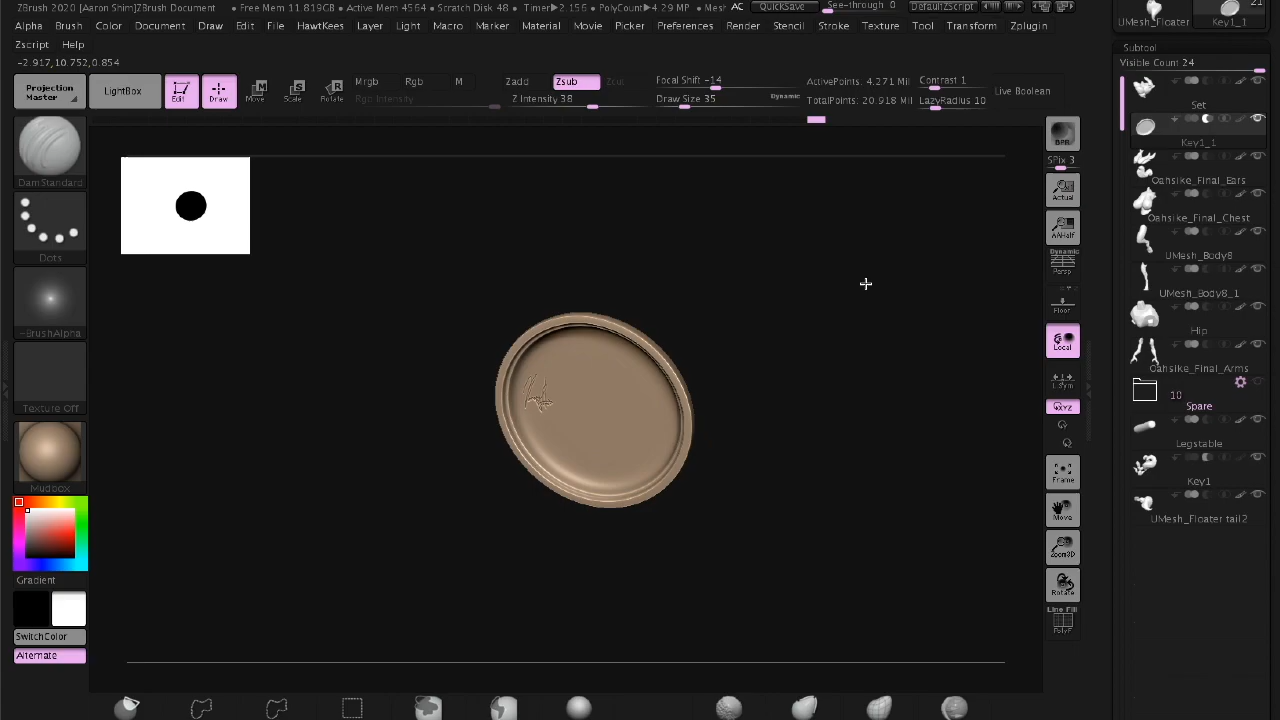 ZBrush 2020 [Aaron Shim]ZBrush Document • Free Mem 11.819GB • Active Mem 4564 • Scratch Disk 48 • Timer▶2.156 • PolyCount▶4.29 MP • Mesh AC QuickSave See-through 0 DefaultZScript
UMesh_Floater Key1_1 21
Alpha Brush Color Document Draw Edit File HawtKees Layer Light Macro Marker Material Movie Picker Preferences Render Stencil Stroke Texture Tool Transform Zplugin
Zscript Help
Subtool
-2.917,10.752,0.854
Visible Count 24
Projection Master
LightBox
Edit
Draw
Move
Scale
Rotate
Mrgb Rgb M
Rgb Intensity
Zadd Zsub Zcut
Z Intensity 38
Focal Shift -14
Draw Size 35
Dynamic
ActivePoints: 4.271 Mil
TotalPoints: 20.918 Mil
Contrast 1
LazyRadius 10
Live Boolean
DamStandard
Dots
~BrushAlpha
Texture Off
Mudbox
Gradient
SwitchColor
Alternate
BPR
SPix 3
Actual
AAHalf
Dynamic
Persp
Floor
Local
L.Sym
XYZ
Frame
Move
Zoom3D
Rotate
Line Fill
PolyF
Set
Key1_1
Oahsike_Final_Ears
Oahsike_Final_Chest
UMesh_Body8
UMesh_Body8_1
Hip
Oahsike_Final_Arms
10
Spare
Legstable
Key1
UMesh_Floater tail2